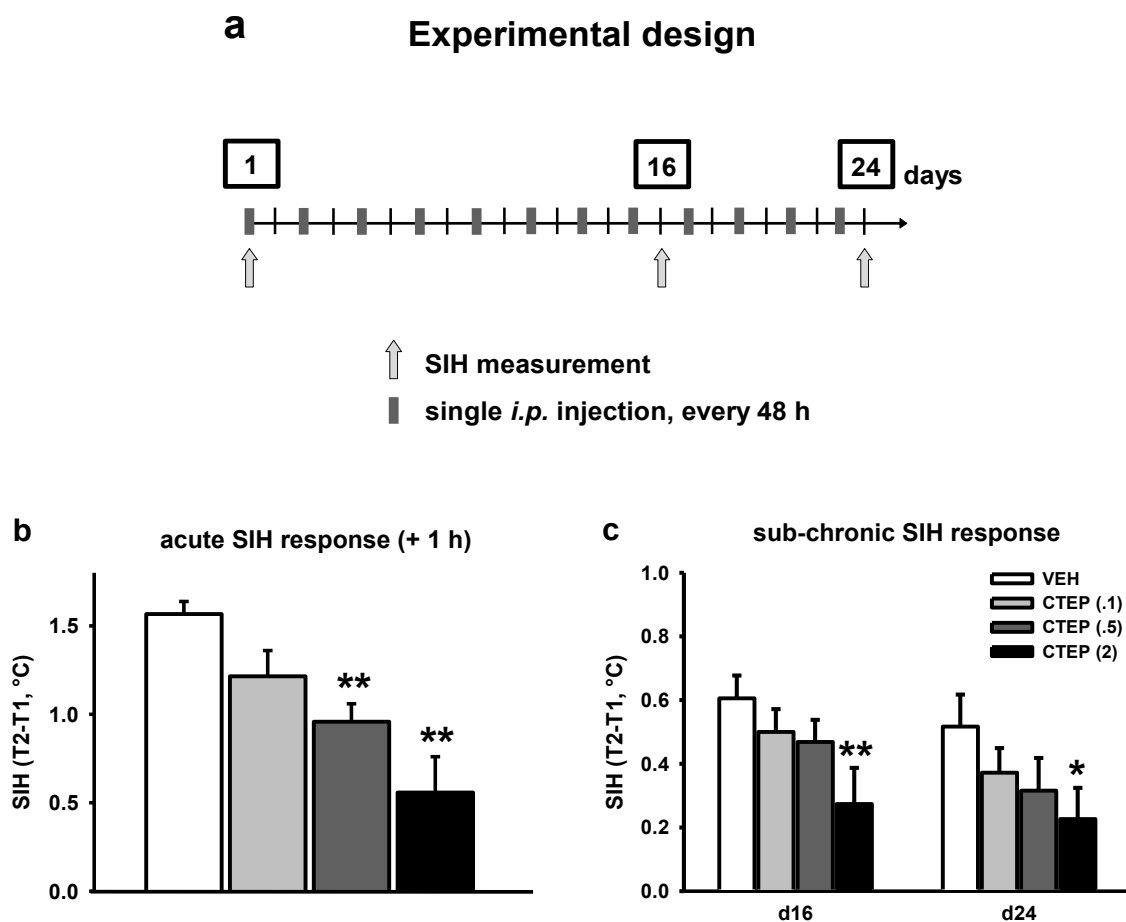 a
Experimental design
1
16
24
days
SIH measurement
single i.p. injection, every 48 h
b
acute SIH response (+ 1 h)
SIH (T2-T1, °C)
1.5
1.0
0.5
0.0
**
**
c
sub-chronic SIH response
SIH (T2-T1, °C)
1.0
0.8
0.6
0.4
0.2
0.0
VEH
CTEP (.1)
CTEP (.5)
CTEP (2)
**
*
d16
d24